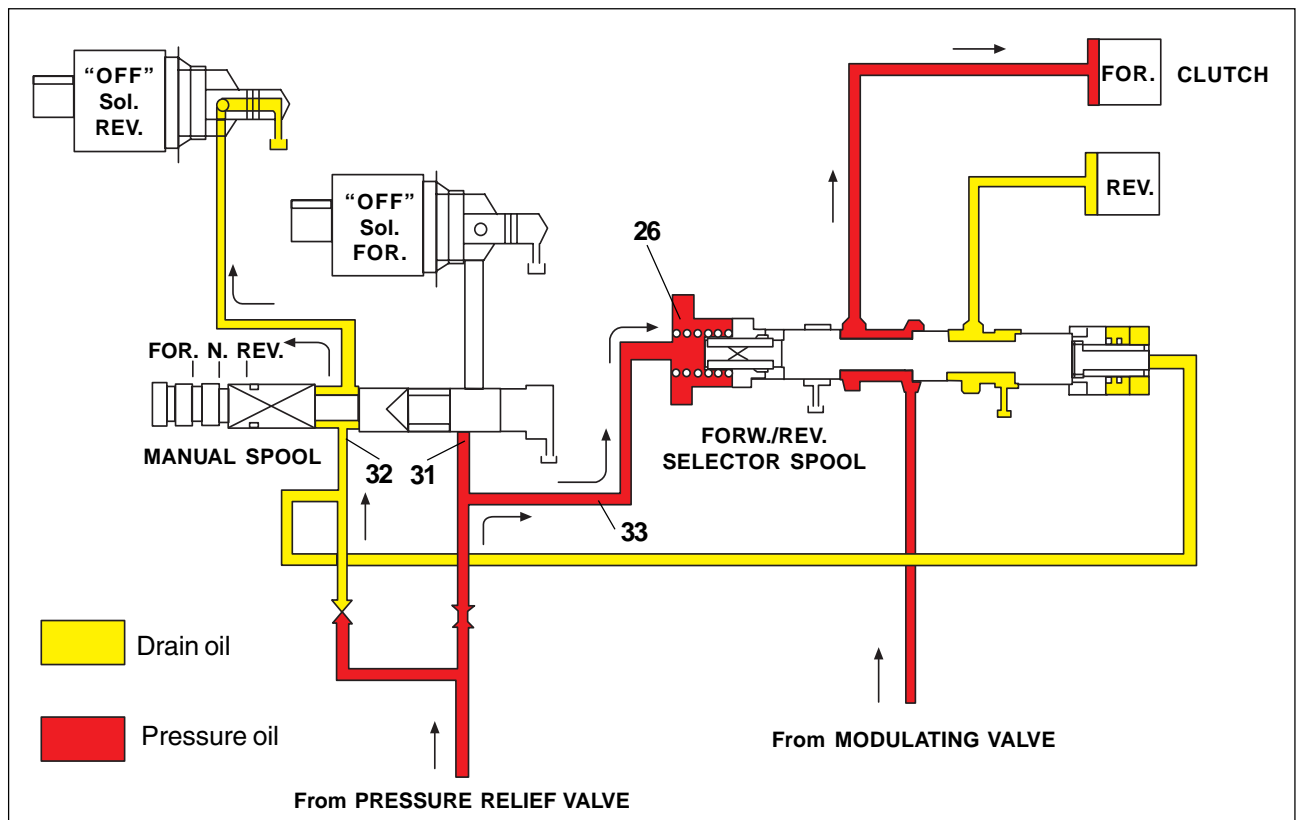 “OFF”
Sol.
REV.
FOR.
CLUTCH
“OFF”
Sol.
FOR.
REV.
26
FOR. N. REV.
MANUAL SPOOL
32
31
FORW./REV.
SELECTOR SPOOL
33
Drain oil
Pressure oil
From MODULATING VALVE
From PRESSURE RELIEF VALVE